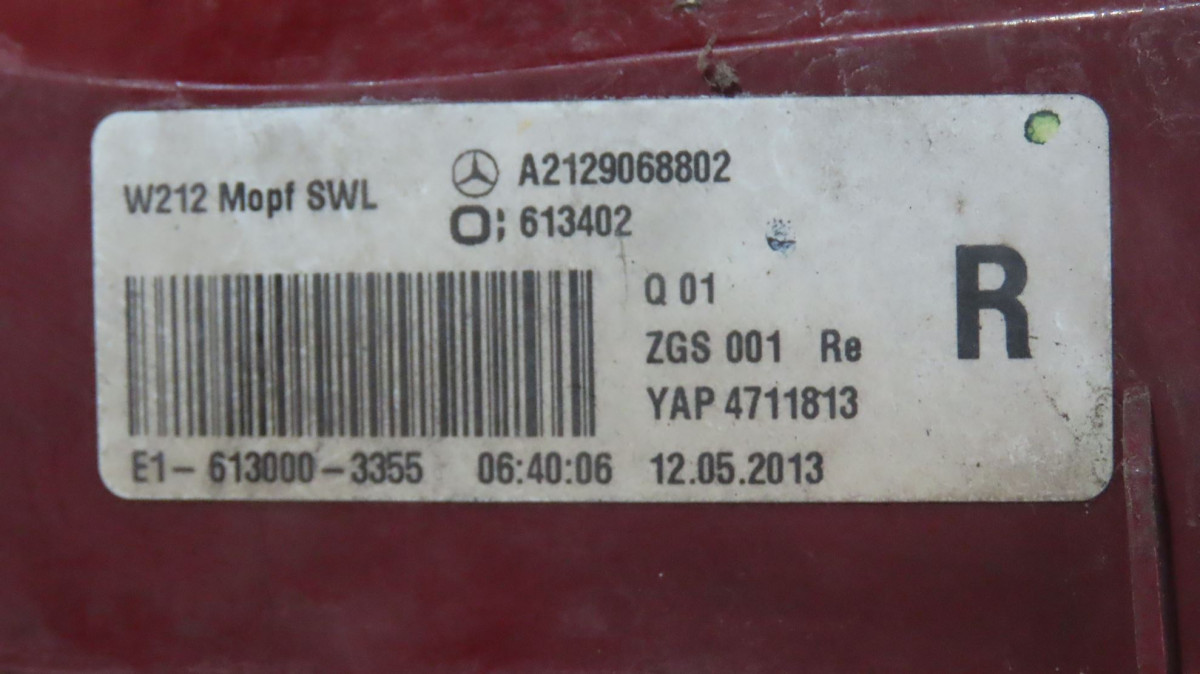 W212 Mopf SWL
A2129068802
O; 613402
Q 01
ZGS 001 Re
YAP 4711813
R
E1-613000-3355 06:40:06 12.05.2013